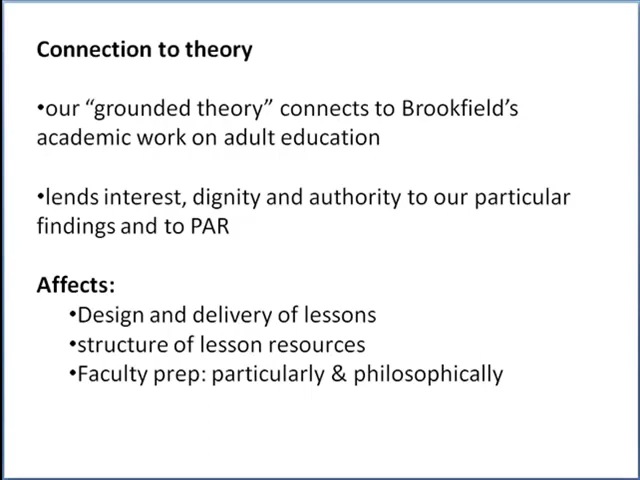 Connection to theory
•our “grounded theory” connects to Brookfield’s
academic work on adult education
•lends interest, dignity and authority to our particular
findings and to PAR
Affects:
•Design and delivery of lessons
•structure of lesson resources
•Faculty prep: particularly & philosophically